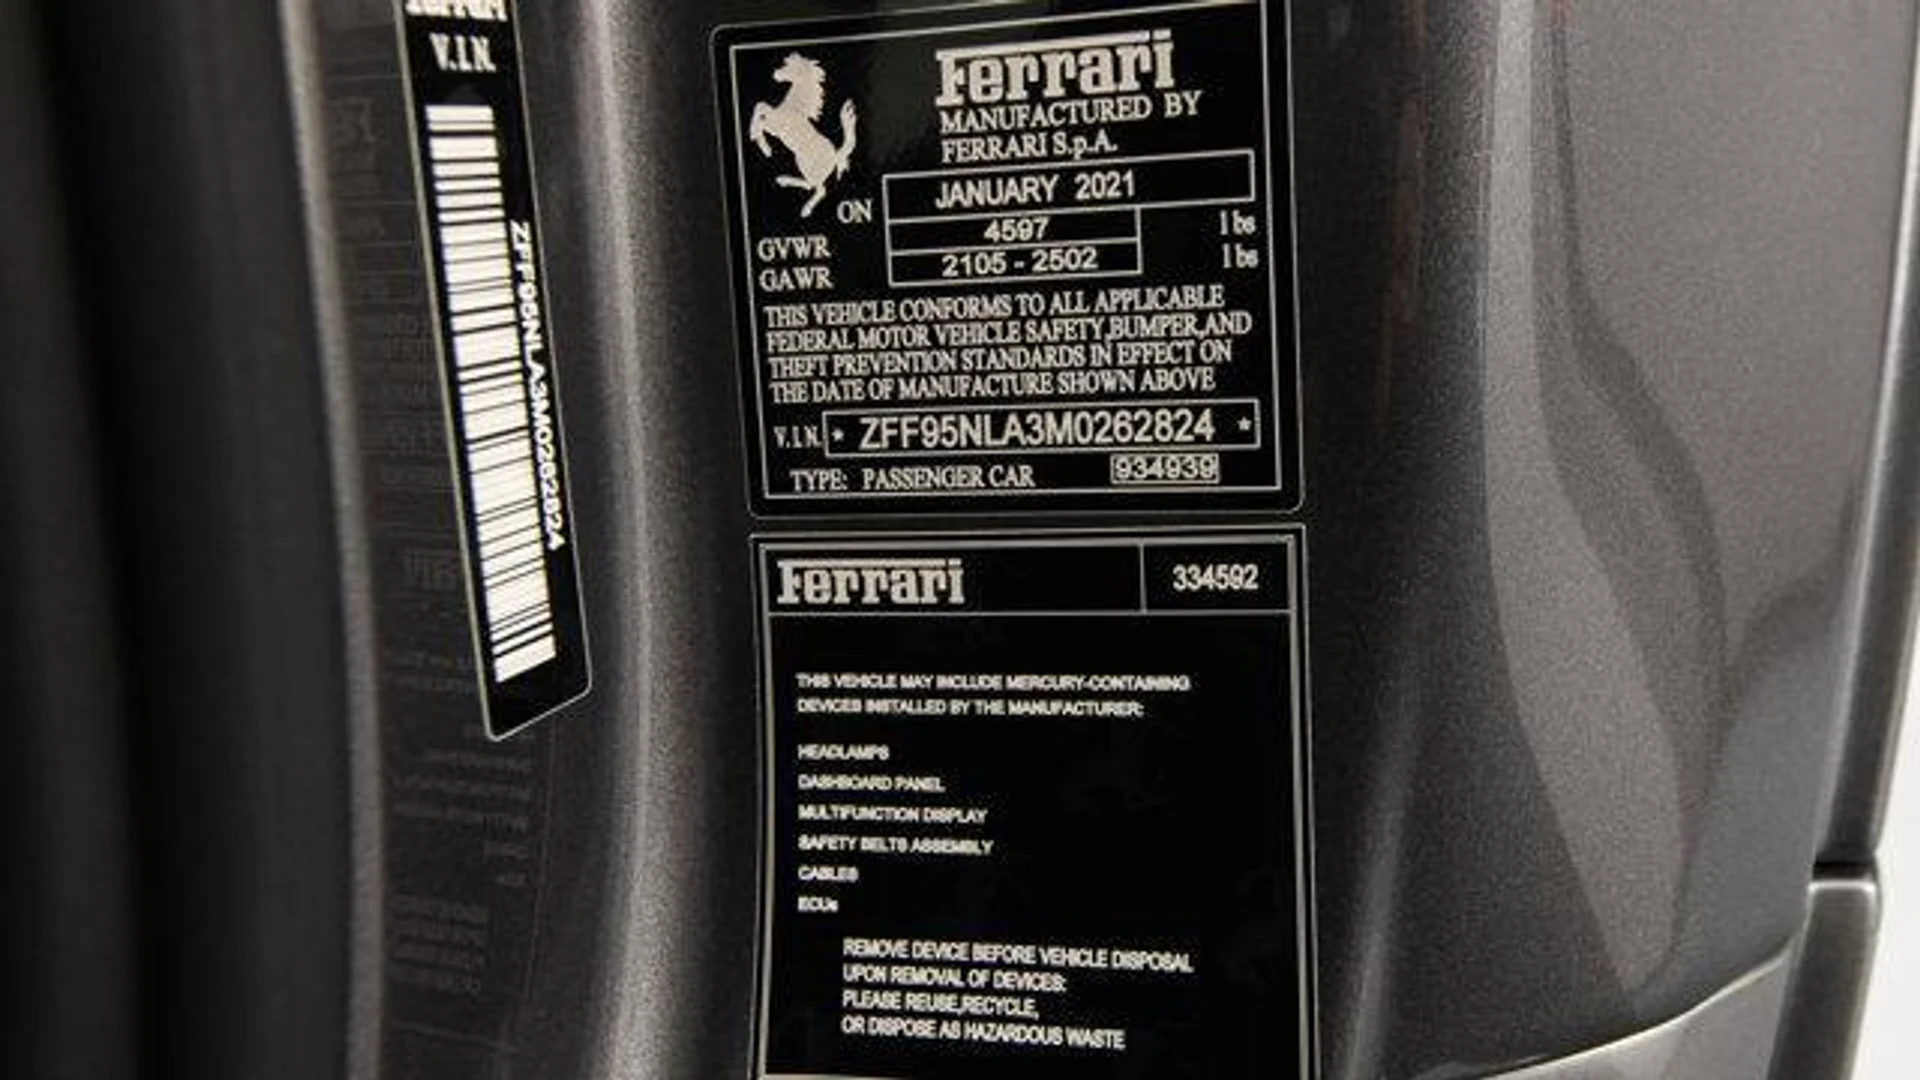 Ferrari
V.I.N.
ZFF95NLA3M0262824
Ferrari
MANUFACTURED BY
FERRARI S.p.A.
ON JANUARY 2021
GVWR 4597 lbs
GAWR 2105 - 2502 lbs
THIS VEHICLE CONFORMS TO ALL APPLICABLE
FEDERAL MOTOR VEHICLE SAFETY,BUMPER,AND
THEFT PREVENTION STANDARDS IN EFFECT ON
THE DATE OF MANUFACTURE SHOWN ABOVE
V.I.N. * ZFF95NLA3M0262824 *
TYPE: PASSENGER CAR 934939
Ferrari 334592
THIS VEHICLE MAY INCLUDE MERCURY-CONTAINING
DEVICES INSTALLED BY THE MANUFACTURER:
HEADLAMPS
DASHBOARD PANEL
MULTIFUNCTION DISPLAY
SAFETY BELTS ASSEMBLY
CABLES
ECUs
REMOVE DEVICE BEFORE VEHICLE DISPOSAL
UPON REMOVAL OF DEVICES:
PLEASE REUSE,RECYCLE,
OR DISPOSE AS HAZARDOUS WASTE